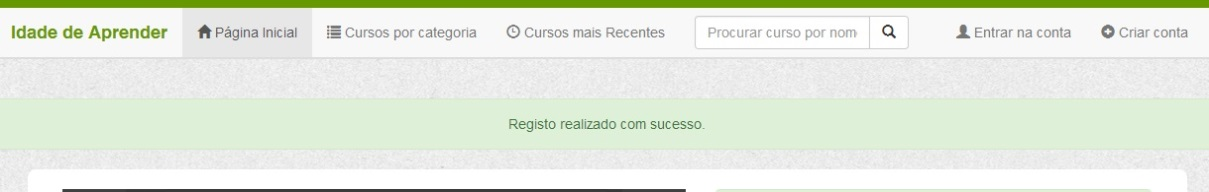 Idade de Aprender Página Inicial Cursos por categoria Cursos mais Recentes Procurar curso por nom Entrar na conta Criar conta
Registo realizado com sucesso.